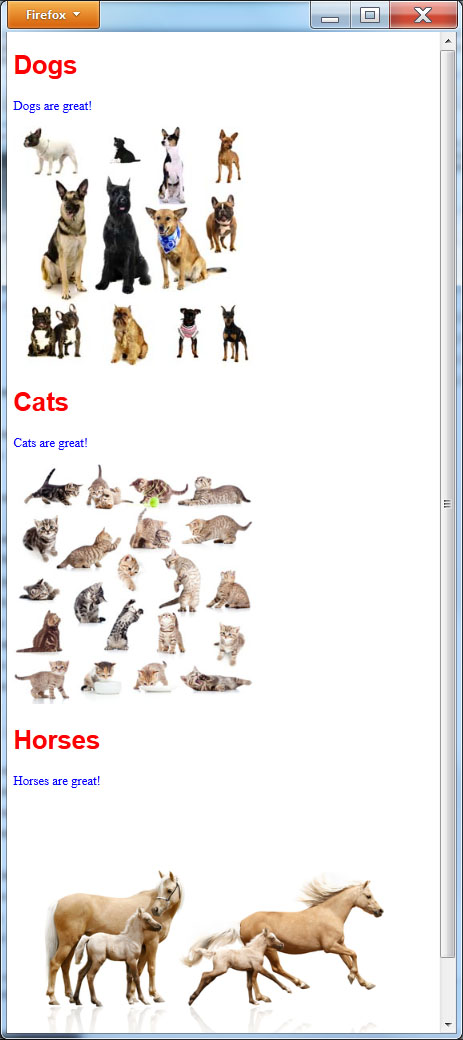 Firefox
Dogs
Dogs are great!
Cats
Cats are great!
Horses
Horses are great!